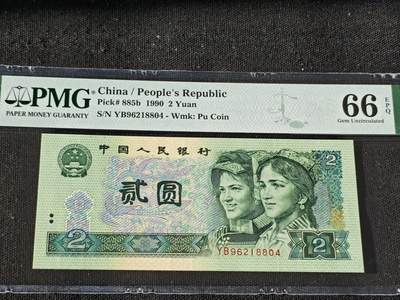 PMG
PAPER MONEY GUARANTY
China / People's Republic
Pick# 885b 1990 2 Yuan
S/N YB96218804 - Wmk: Pu Coin
66 EPQ
Gem Uncirculated
中国人民银行
2
贰圆
YB96218804
2
2